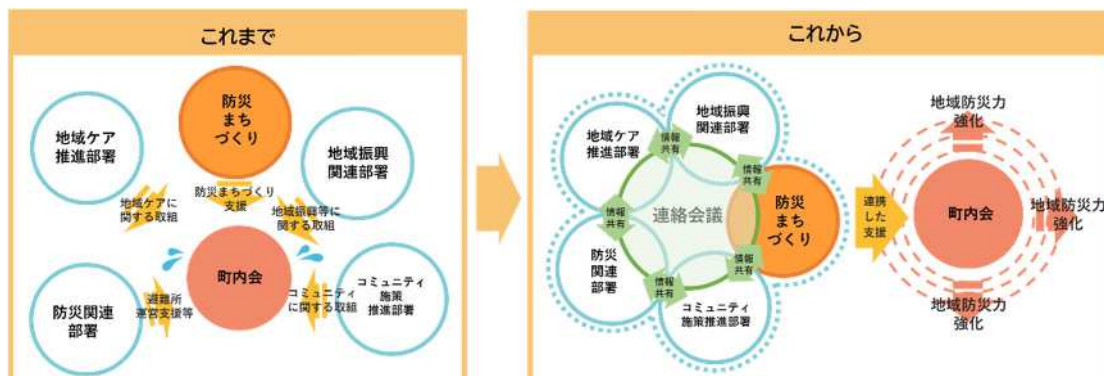 これまで
防災
まち
づくり
地域ケア
推進部署
地域振興
関連部署
防災まちづくり
支援
地域ケアに
関する取組
地域振興等に
関する取組
町内会
防災関連
部署
避難所
運営支援等
コミュニティ
に関する取組
コミュニティ
施策
推進部署
これから
地域振興
関連部署
地域ケア
推進部署
情報
共有
情報
共有
防災
まち
づくり
連絡会議
情報
共有
防災
関連
部署
情報
共有
情報
共有
コミュニティ
施策推進部署
連携
した
支援
地域防災力
強化
町内会
地域防災力
強化
地域防災力
強化